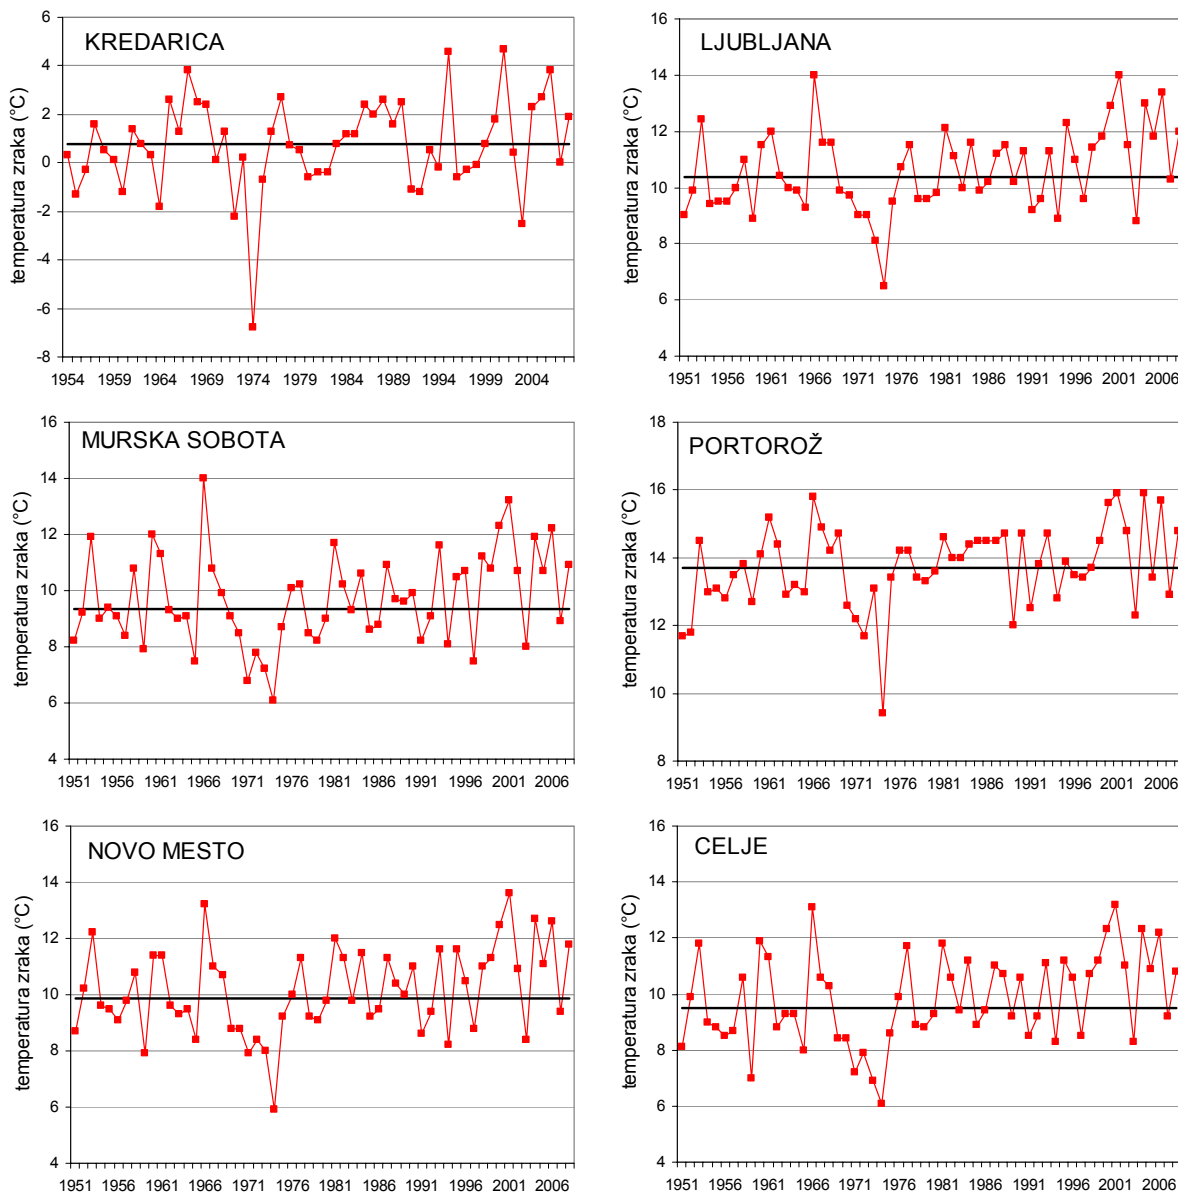 KREDARICA
temperatura zraka (°C)
6
4
2
0
-2
-4
-6
-8
1954 1959 1964 1969 1974 1979 1984 1989 1994 1999 2004
LJUBLJANA
temperatura zraka (°C)
16
14
12
10
8
6
4
1951 1956 1961 1966 1971 1976 1981 1986 1991 1996 2001 2006
MURSKA SOBOTA
temperatura zraka (°C)
16
14
12
10
8
6
4
1951 1956 1961 1966 1971 1976 1981 1986 1991 1996 2001 2006
PORTOROŽ
temperatura zraka (°C)
18
16
14
12
10
8
1951 1956 1961 1966 1971 1976 1981 1986 1991 1996 2001 2006
NOVO MESTO
temperatura zraka (°C)
16
14
12
10
8
6
4
1951 1956 1961 1966 1971 1976 1981 1986 1991 1996 2001 2006
CELJE
temperatura zraka (°C)
16
14
12
10
8
6
4
1951 1956 1961 1966 1971 1976 1981 1986 1991 1996 2001 2006